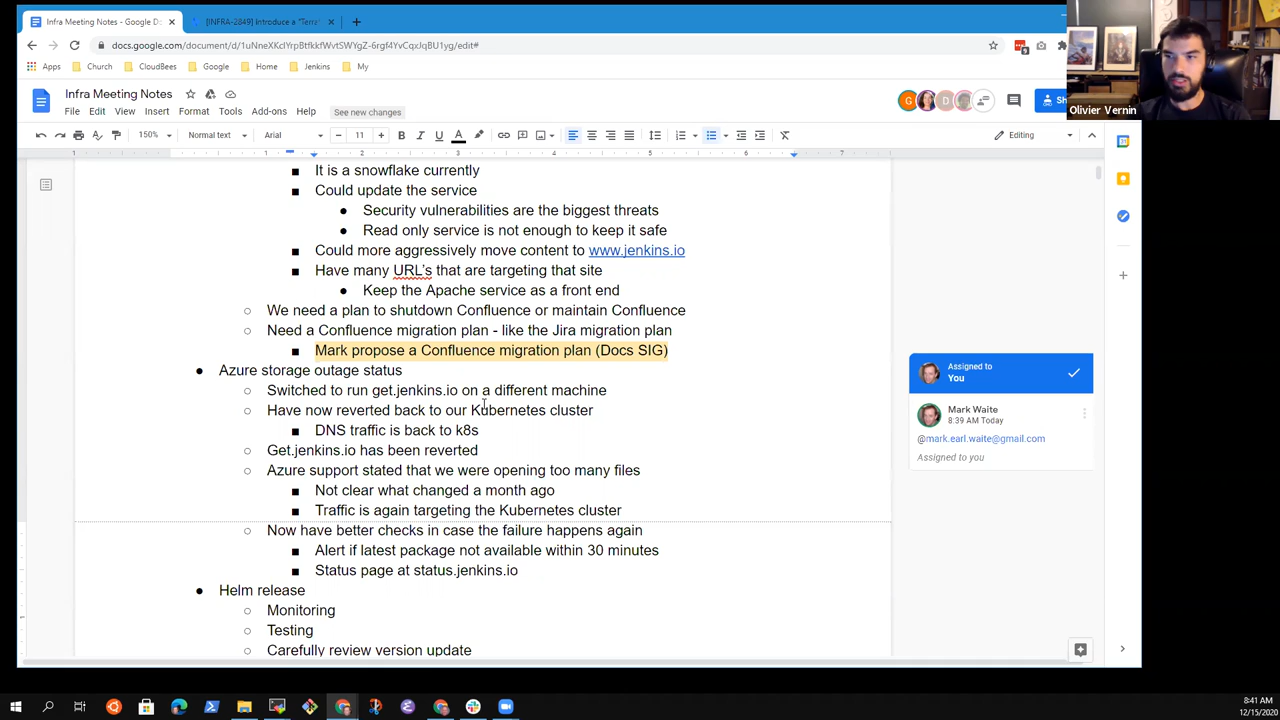 Infra Meeting Notes - Google D
[INFRA-2849] Introduce a "Terra
docs.google.com/document/d/1uNneXKcIYrpBtfkkfWvtSWYgZ-6rgf4YvCqxJqBU1yg/edit#
Apps
Church
CloudBees
Google
Home
Jenkins
My
Infra Meeting Notes
File
Edit
View
Insert
Format
Tools
Add-ons
Help
See new changes
D
Olivier Vernin
150%
Normal text
Arial
11
Editing
1
1
2
3
4
5
6
7
■ It is a snowflake currently
■ Could update the service
● Security vulnerabilities are the biggest threats
● Read only service is not enough to keep it safe
■ Could more aggressively move content to www.jenkins.io
■ Have many URL's that are targeting that site
● Keep the Apache service as a front end
○ We need a plan to shutdown Confluence or maintain Confluence
○ Need a Confluence migration plan - like the Jira migration plan
■ Mark propose a Confluence migration plan (Docs SIG)
● Azure storage outage status
○ Switched to run get.jenkins.io on a different machine
○ Have now reverted back to our Kubernetes cluster
■ DNS traffic is back to k8s
○ Get.jenkins.io has been reverted
○ Azure support stated that we were opening too many files
■ Not clear what changed a month ago
■ Traffic is again targeting the Kubernetes cluster
○ Now have better checks in case the failure happens again
■ Alert if latest package not available within 30 minutes
■ Status page at status.jenkins.io
● Helm release
○ Monitoring
○ Testing
○ Carefully review version update
Assigned to
You
Mark Waite
8:39 AM Today
@mark.earl.waite@gmail.com
Assigned to you
8:41 AM
12/15/2020